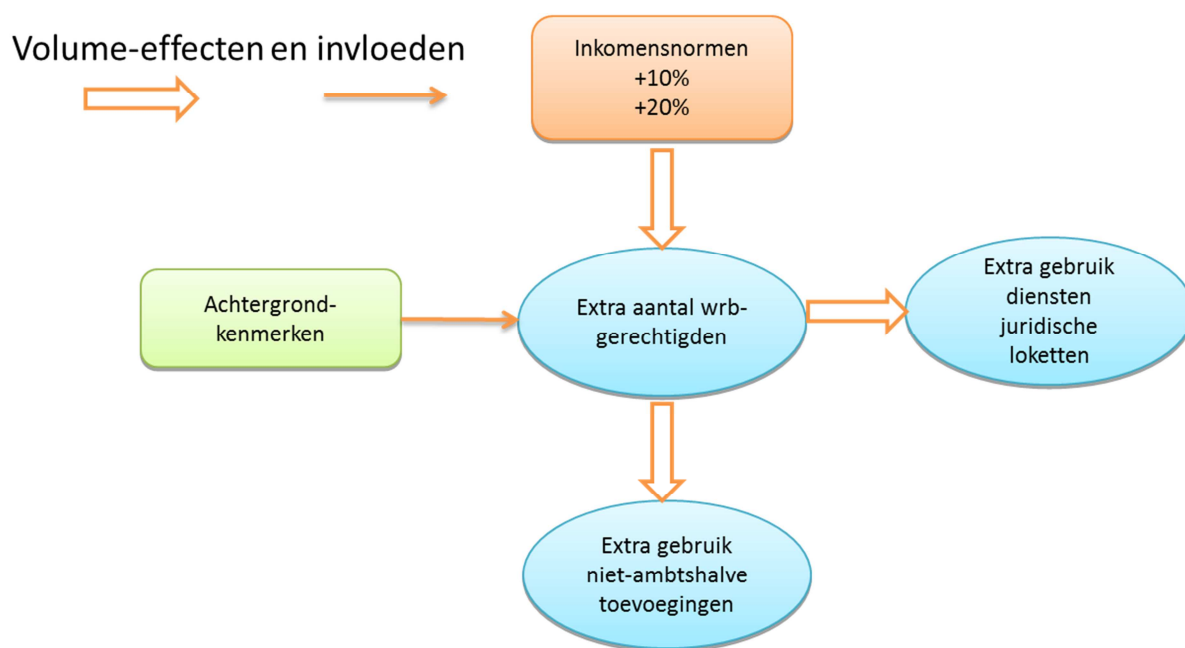 Volume-effecten en invloeden
Inkomensnormen
+10%
+20%
Achtergrond-
kenmerken
Extra aantal wrb-
gerechtigden
Extra gebruik
diensten
juridische
loketten
Extra gebruik
niet-ambtshalve
toevoegingen